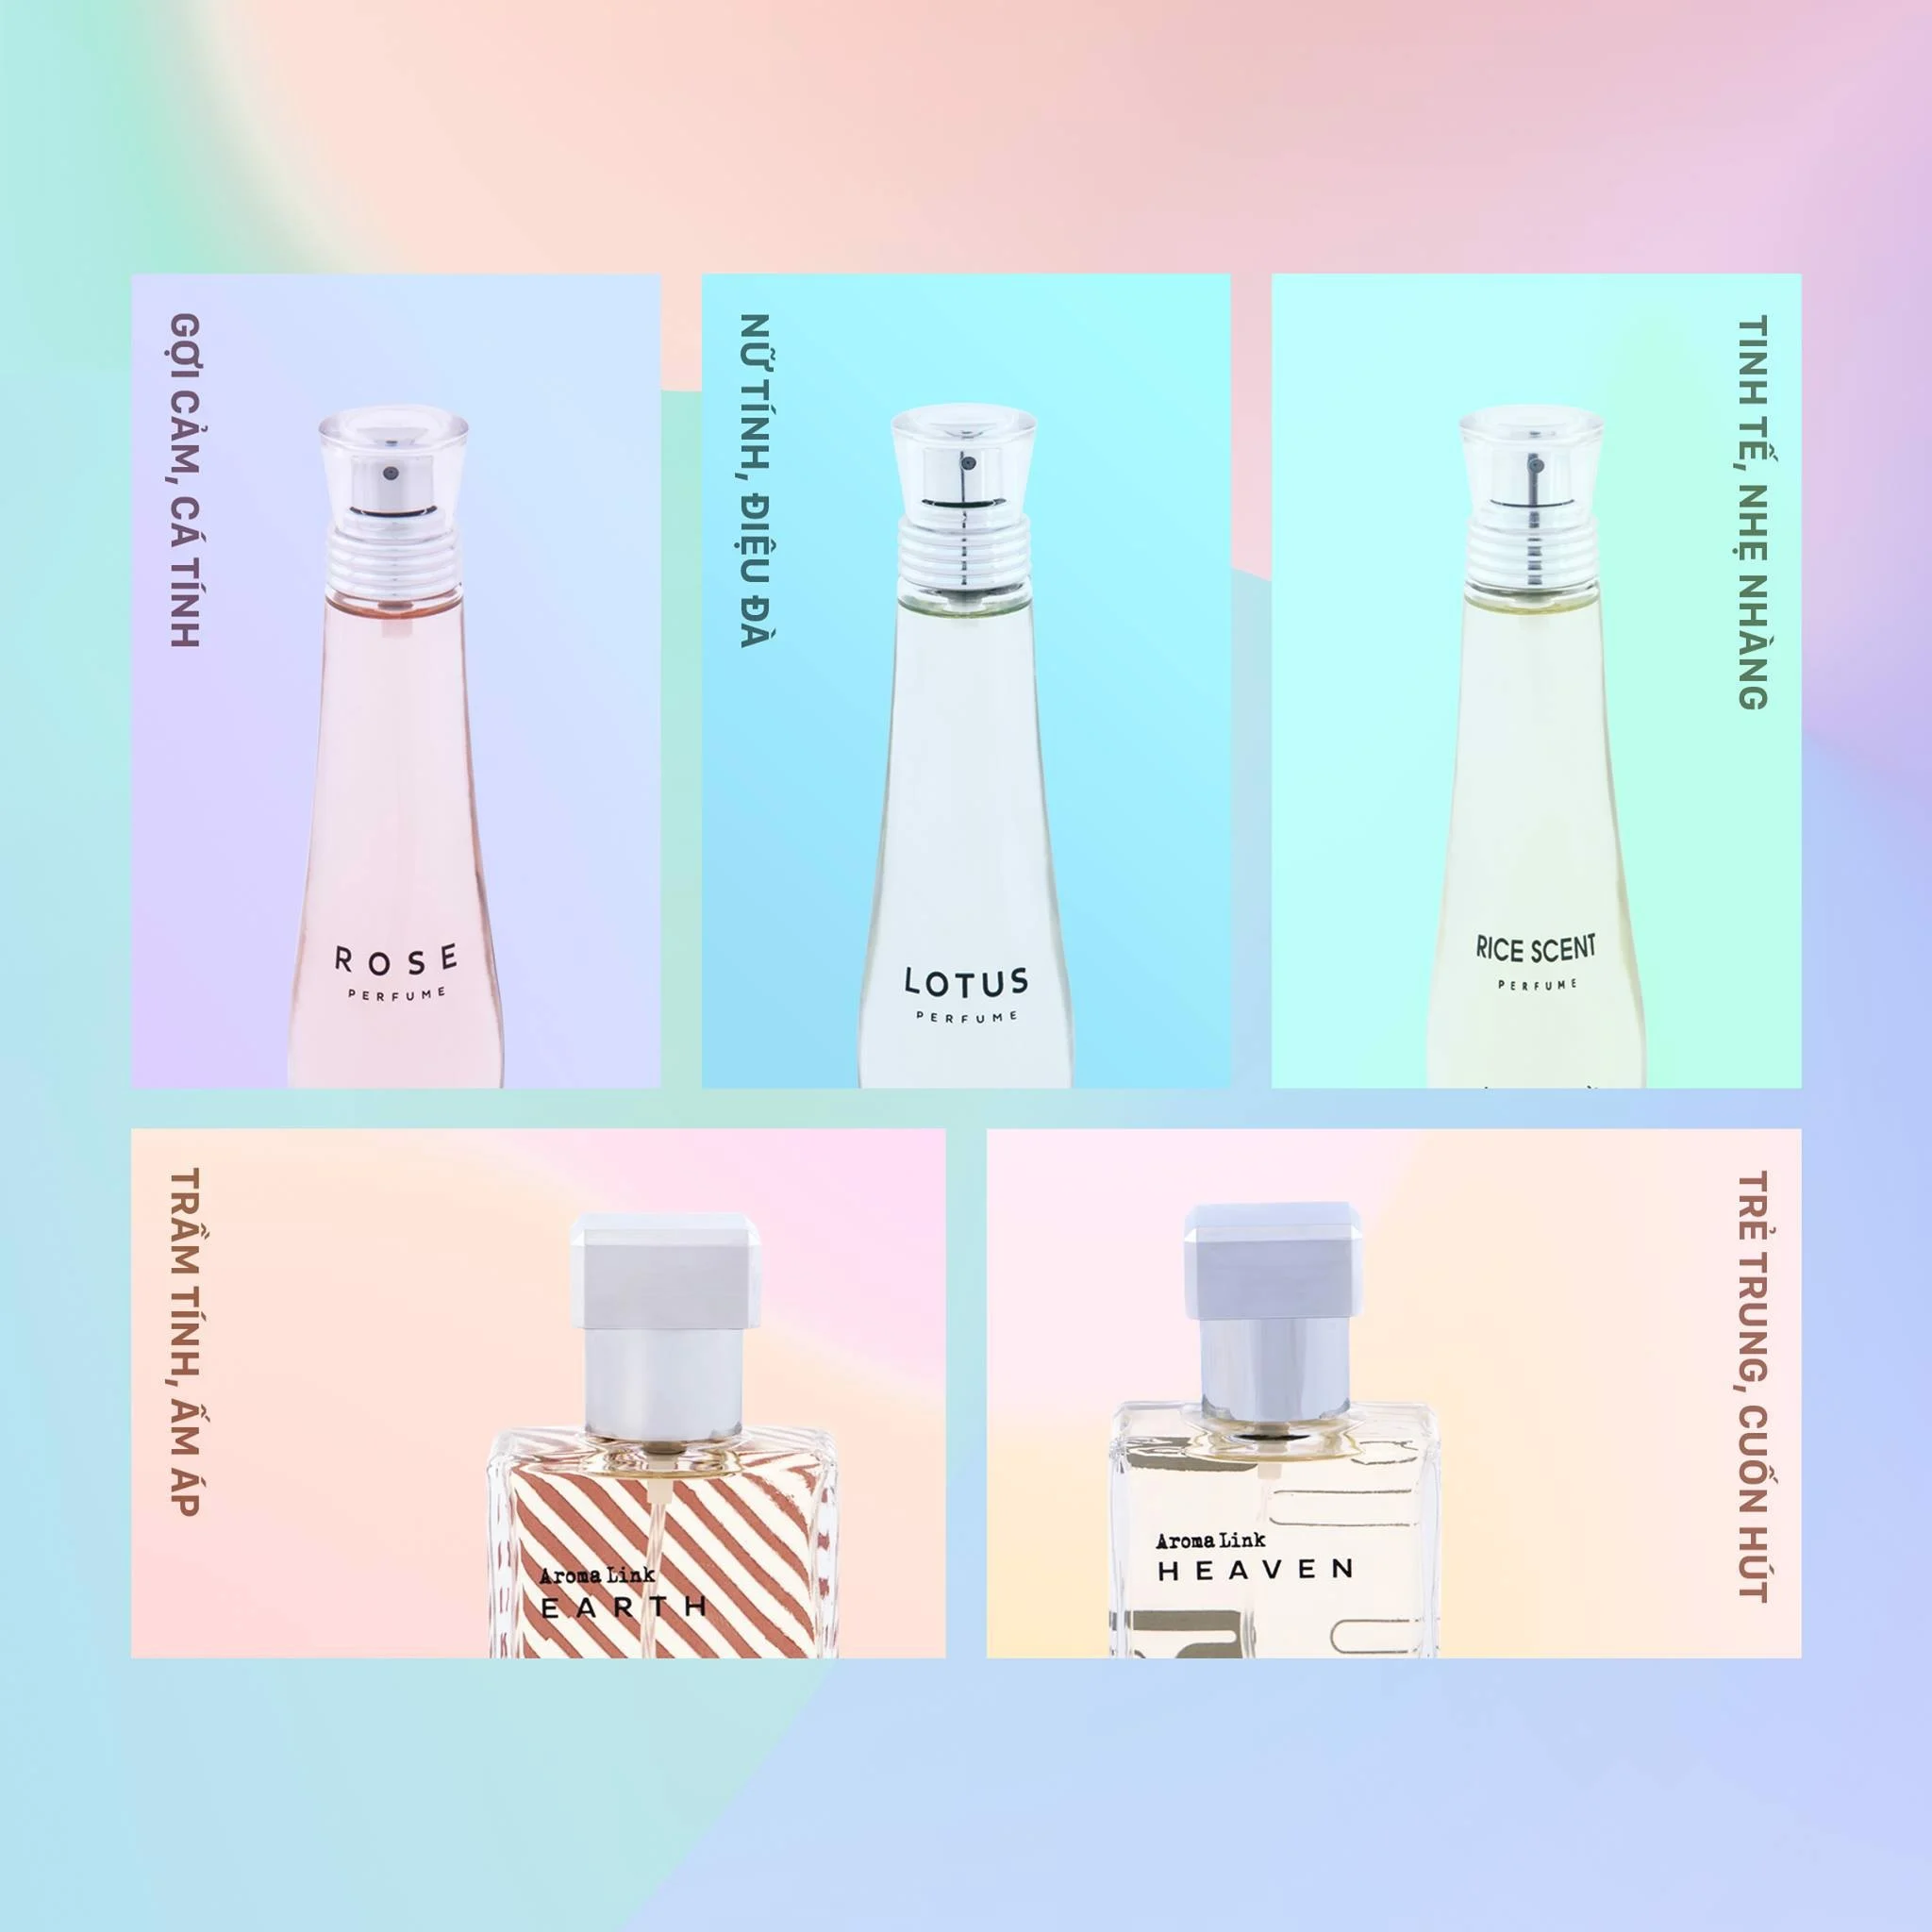 GỢI CẢM, CÁ TÍNH
ROSE
PERFUME
NỮ TÍNH, ĐIỆU ĐÀ
LOTUS
PERFUME
TINH TẾ, NHẸ NHÀNG
RICE SCENT
PERFUME
TRẦM TÍNH, ẤM ÁP
Aroma Link
EARTH
TRẺ TRUNG, CUỐN HÚT
Aroma Link
HEAVEN